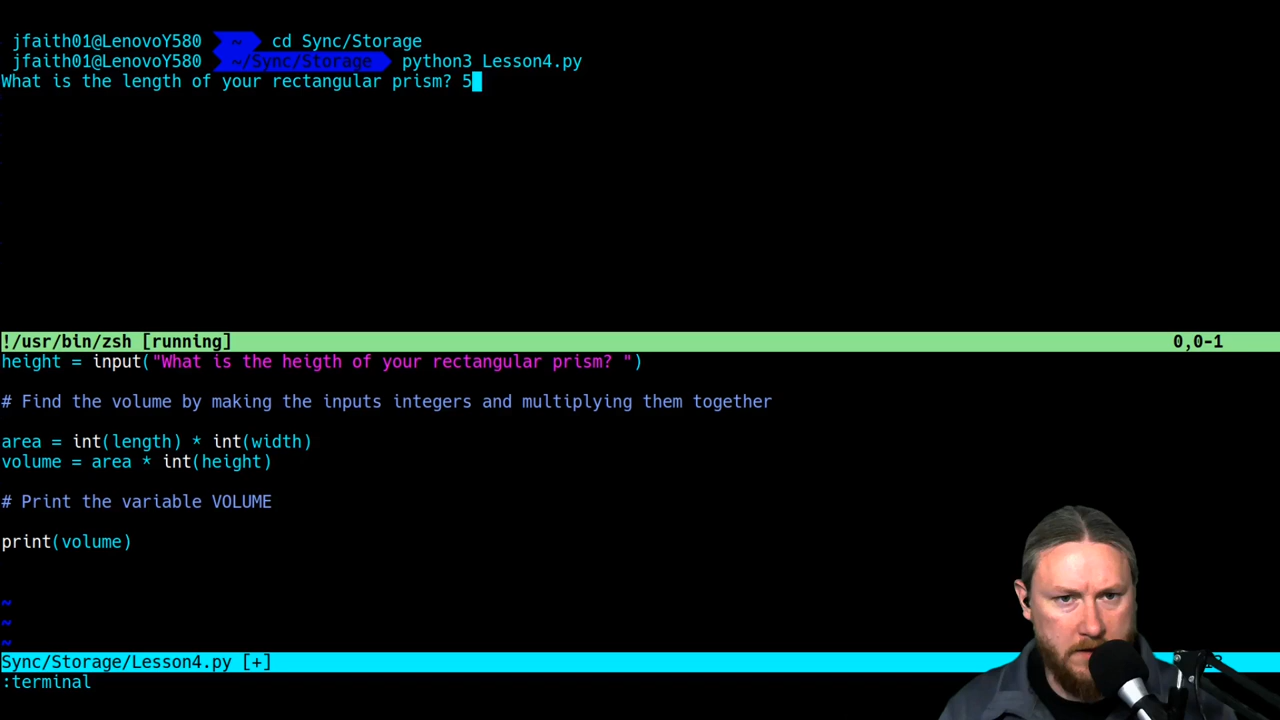 jfaith01@LenovoY580 ~ cd Sync/Storage
jfaith01@LenovoY580 ~/Sync/Storage python3 Lesson4.py
What is the length of your rectangular prism? 5
!/usr/bin/zsh [running] 0,0-1
height = input("What is the heigth of your rectangular prism? ")
# Find the volume by making the inputs integers and multiplying them together
area = int(length) * int(width)
volume = area * int(height)
# Print the variable VOLUME
print(volume)
~
~
~
Sync/Storage/Lesson4.py [+]
:terminal